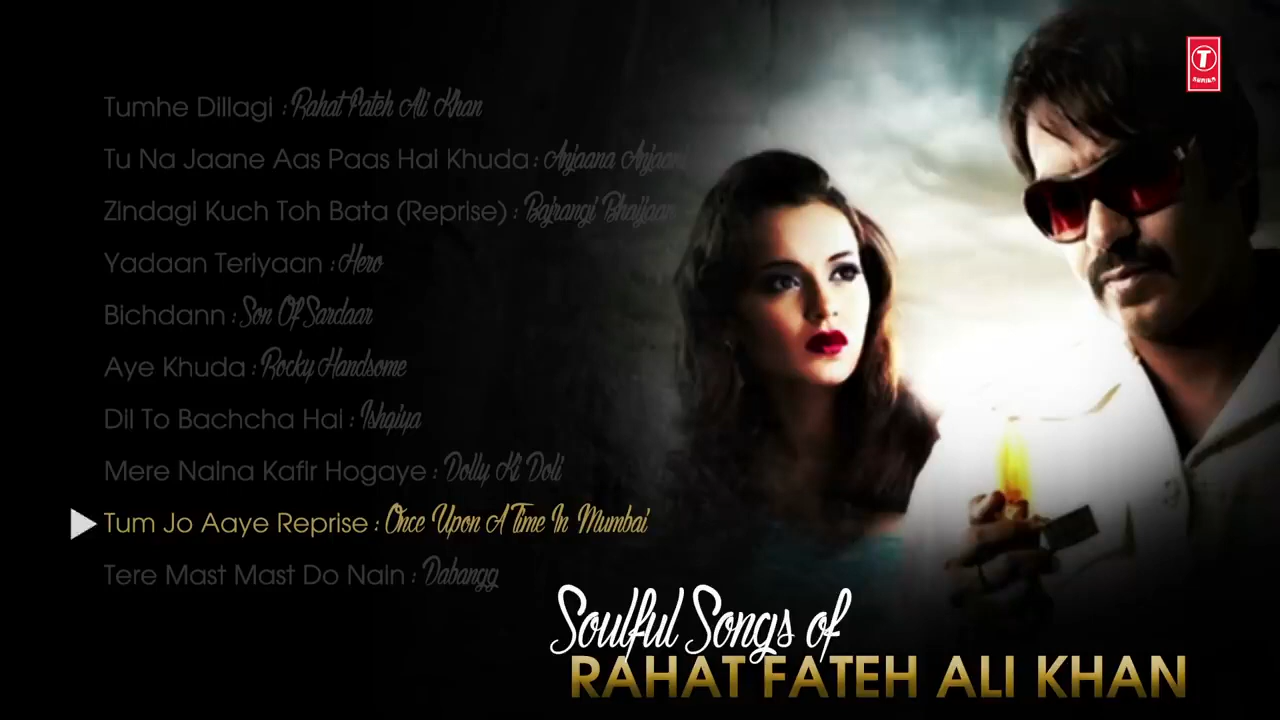 Tumhe Dillagi : Rahat Fateh Ali Khan
Tu Na Jaane Aas Paas Hai Khuda : Anjaana Anjaani
Zindagi Kuch Toh Bata (Reprise) : Bajrangi Bhaijaan
Yadaan Teriyaan : Hero
Bichdann : Son Of Sardaar
Aye Khuda : Rocky Handsome
Dil To Bachcha Hai : Ishqiya
Mere Naina Kafir Hogaye : Dolly Ki Doli
Tum Jo Aaye Reprise : Once Upon A Time In Mumbai
Tere Mast Mast Do Nain : Dabangg
Soulful Songs of
RAHAT FATEH ALI KHAN
T
SERIES